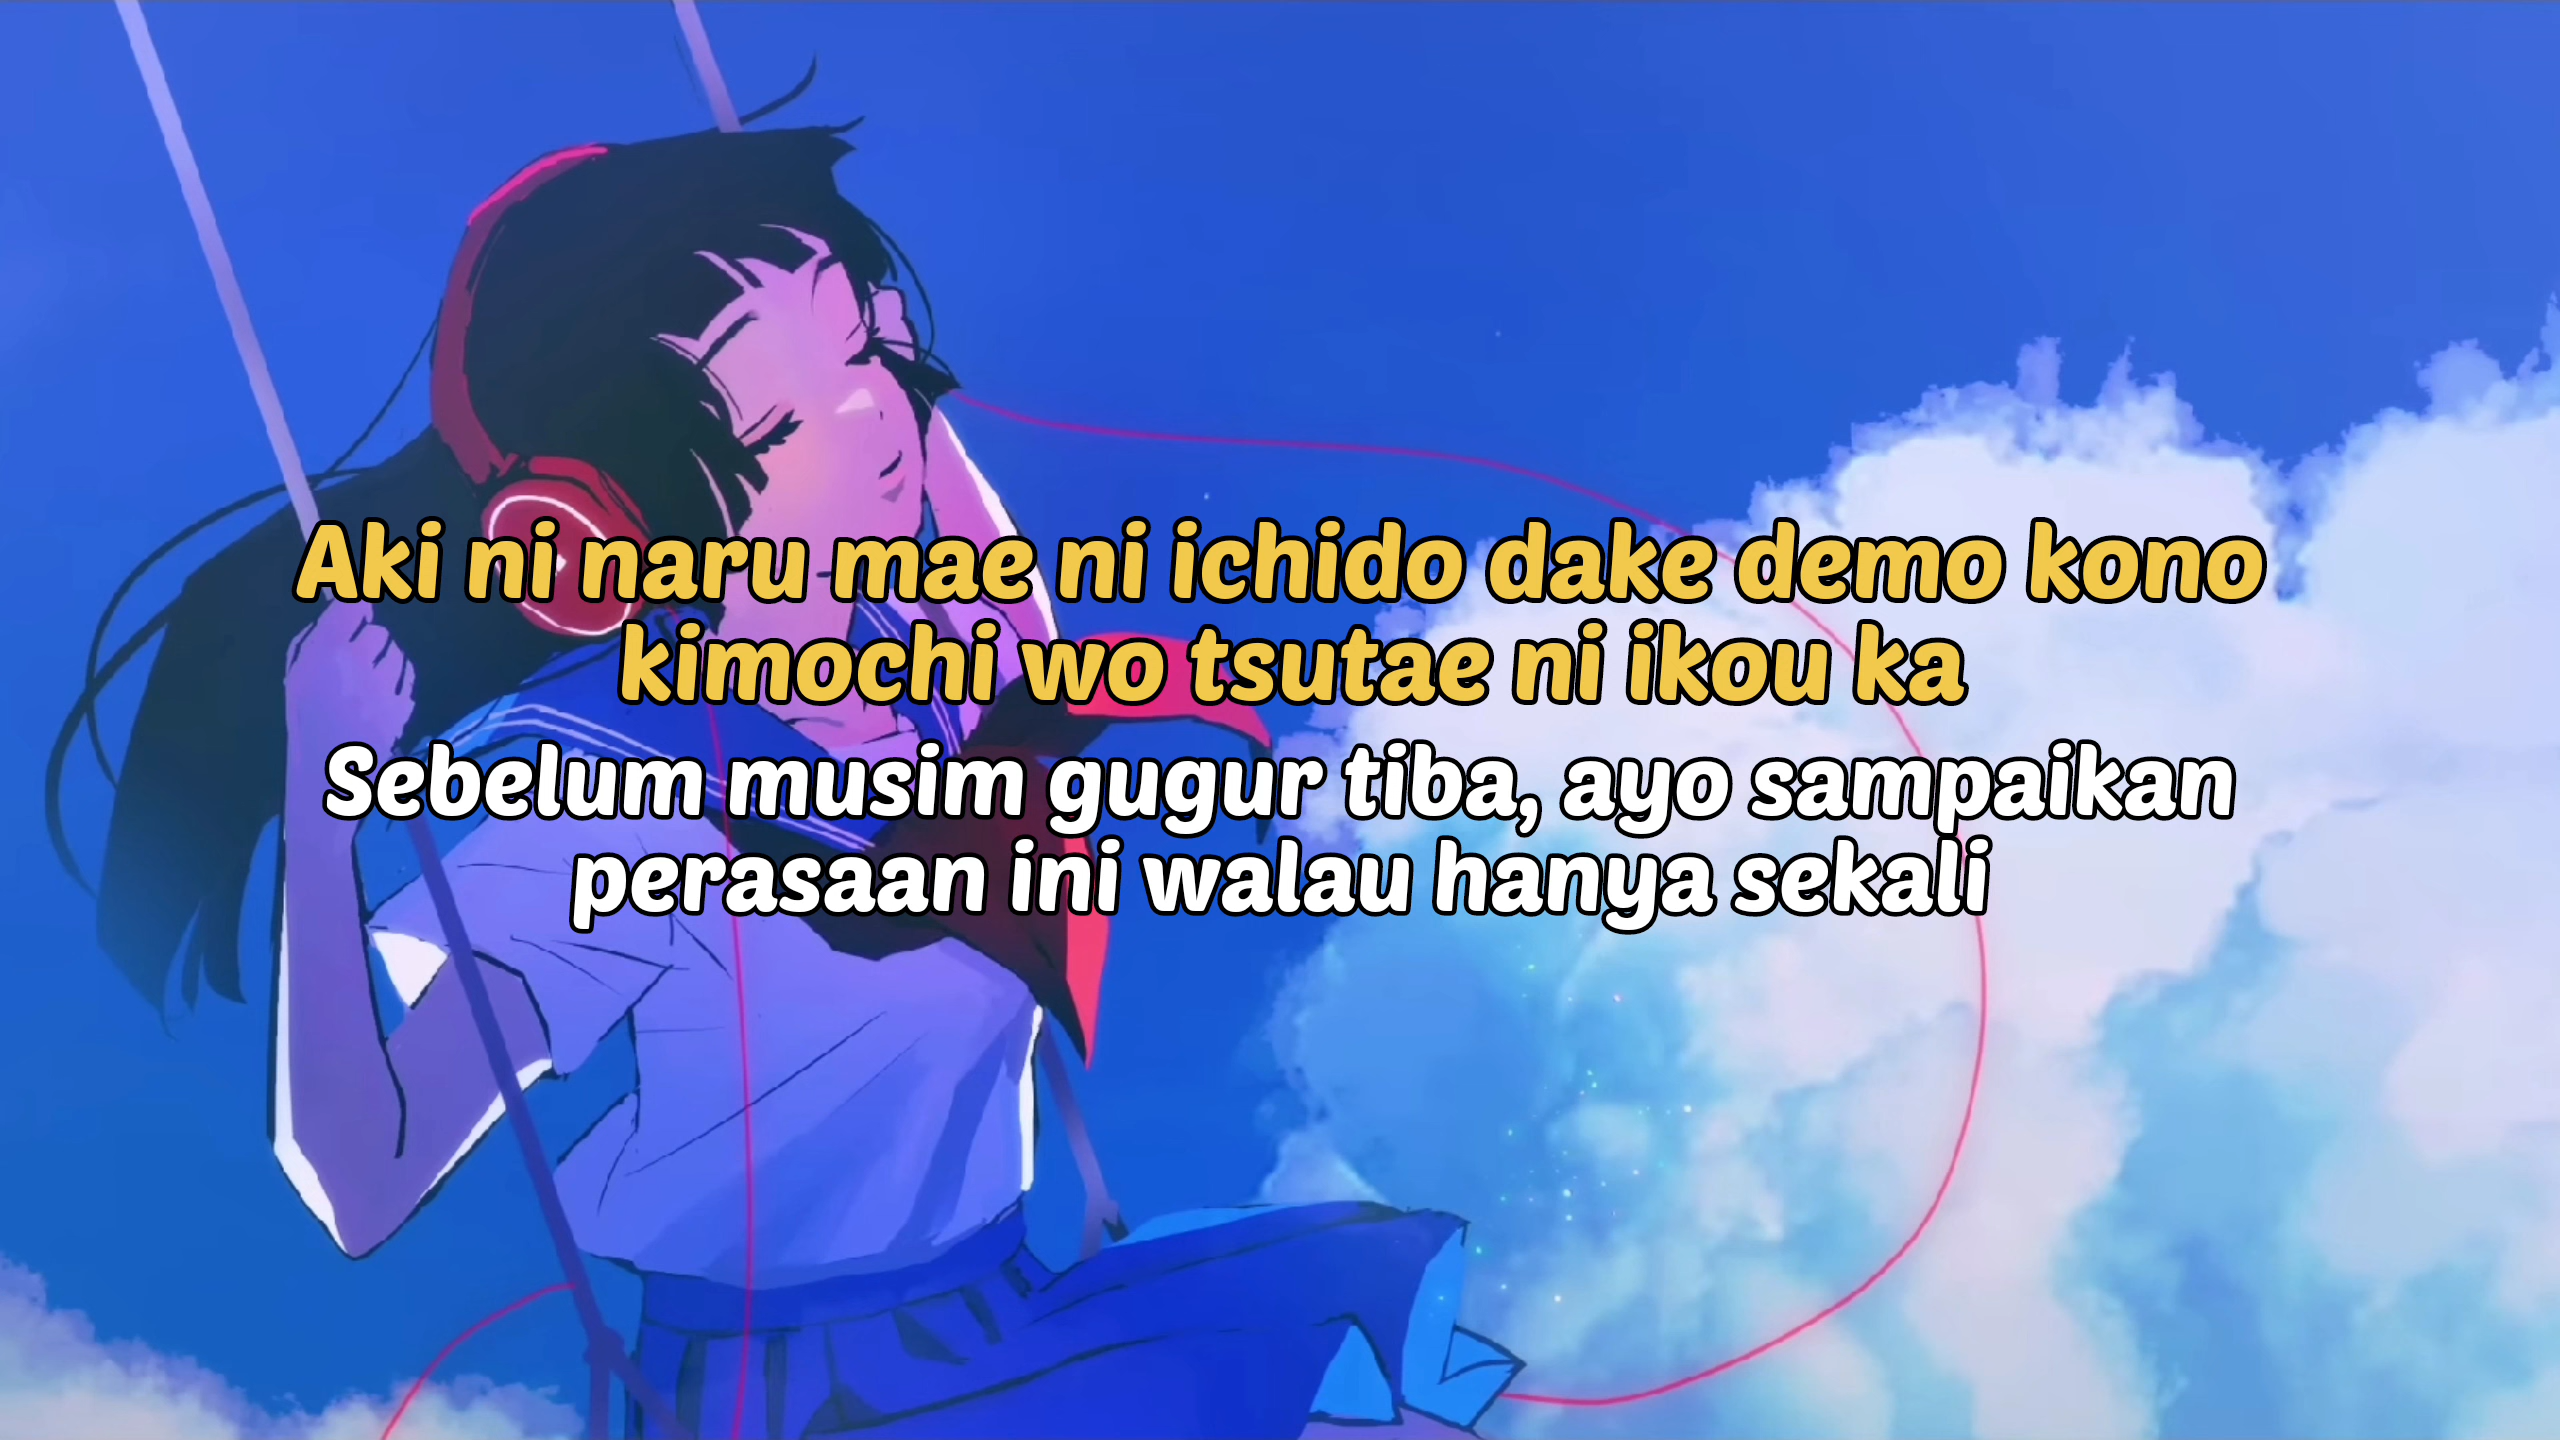 Aki ni naru mae ni ichido dake demo kono
kimochi wo tsutae ni ikou ka
Sebelum musim gugur tiba, ayo sampaikan
perasaan ini walau hanya sekali